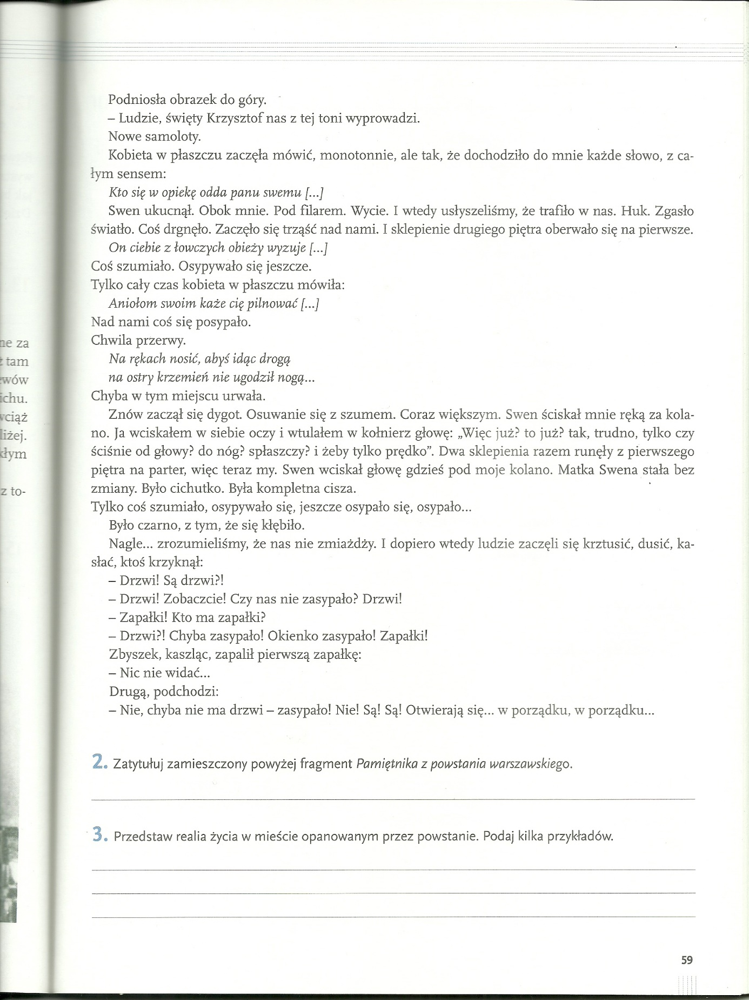 Podniosła obrazek do góry.
– Ludzie, święty Krzysztof nas z tej toni wyprowadzi.
Nowe samoloty.
Kobieta w płaszczu zaczęła mówić, monotonnie, ale tak, że dochodziło do mnie każde słowo, z ca-
łym sensem:
Kto się w opiekę odda panu swemu [...]
Swen ukucnął. Obok mnie. Pod filarem. Wycie. I wtedy usłyszeliśmy, że trafiło w nas. Huk. Zgasło
światło. Coś drgnęło. Zaczęło się trząść nad nami. I sklepienie drugiego piętra oberwało się na pierwsze.
On ciebie z łowczych obieży wyzuje [...]
Coś szumiało. Osypywało się jeszcze.
Tylko cały czas kobieta w płaszczu mówiła:
Aniołom swoim każe cię pilnować [...]
Nad nami coś się posypało.
Chwila przerwy.
Na rękach nosić, abyś idąc drogą
na ostry krzemień nie ugodził nogą...
Chyba w tym miejscu urwała.
Znów zaczął się dygot. Osuwanie się z szumem. Coraz większym. Swen ściskał mnie ręką za kola-
no. Ja wciskałem w siebie oczy i wtulałem w kołnierz głowę: „Więc już? to już? tak, trudno, tylko czy
ściśnie od głowy? do nóg? spłaszczy? i żeby tylko prędko”. Dwa sklepienia razem runęły z pierwszego
piętra na parter, więc teraz my. Swen wciskał głowę gdzieś pod moje kolano. Matka Swena stała bez
zmiany. Było cichutko. Była kompletna cisza.
Tylko coś szumiało, osypywało się, jeszcze osypało się, osypało...
Było czarno, z tym, że się kłębiło.
Nagle... zrozumieliśmy, że nas nie zmiażdży. I dopiero wtedy ludzie zaczęli się krztusić, dusić, ka-
słać, ktoś krzyknął:
– Drzwi! Są drzwi?!
– Drzwi! Zobaczcie! Czy nas nie zasypało? Drzwi!
– Zapałki! Kto ma zapałki?
– Drzwi?! Chyba zasypało! Okienko zasypało! Zapałki!
Zbyszek, kaszląc, zapalił pierwszą zapałkę:
– Nic nie widać...
Drugą, podchodzi:
– Nie, chyba nie ma drzwi – zasypało! Nie! Są! Są! Otwierają się... w porządku, w porządku...
2. Zatytułuj zamieszczony powyżej fragment Pamiętnika z powstania warszawskiego.
3. Przedstaw realia życia w mieście opanowanym przez powstanie. Podaj kilka przykładów.
59
za
tam
ichu.
z to-